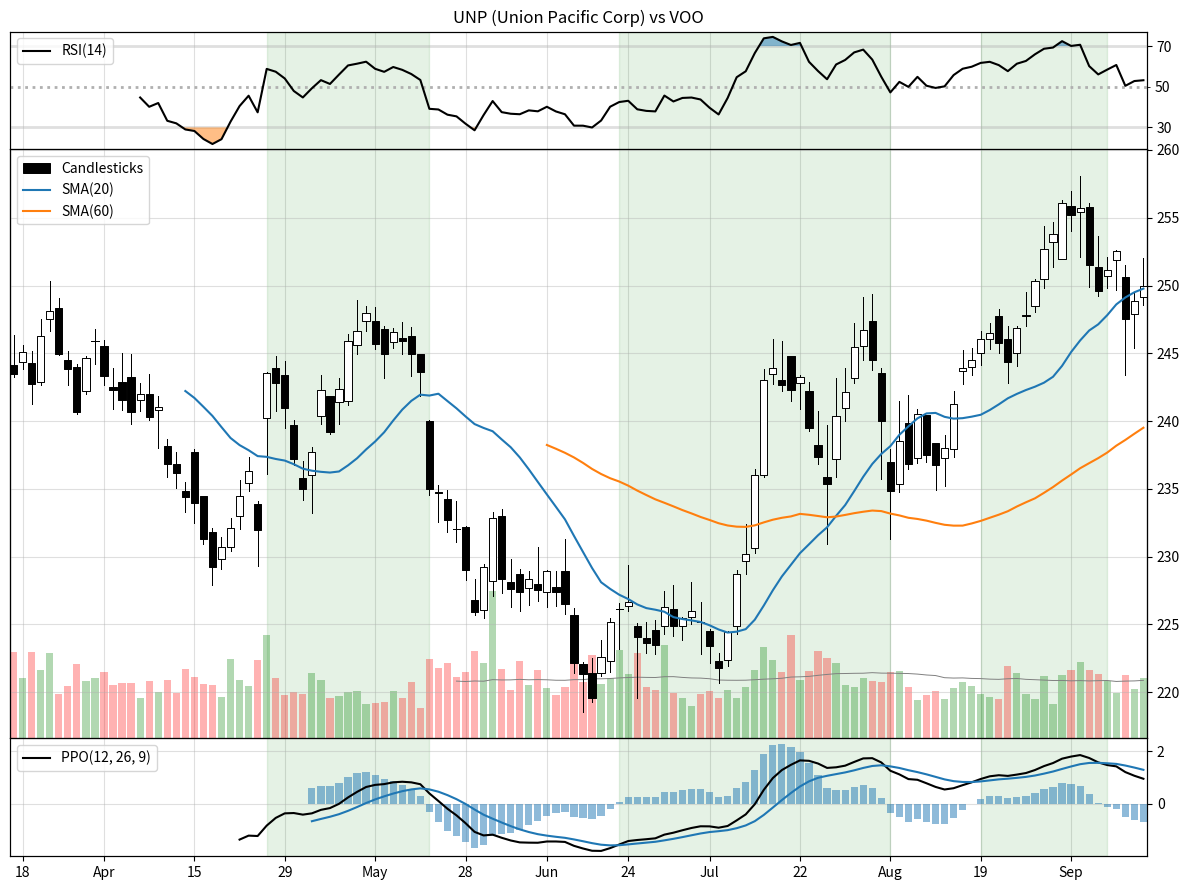 UNP (Union Pacific Corp) vs VOO
RSI(14)
70
50
30
Candlesticks
SMA(20)
SMA(60)
260
255
250
245
240
235
230
225
220
PPO(12, 26, 9)
2
0
18 Apr 15 29 May 28 Jun 24 Jul 22 Aug 19 Sep